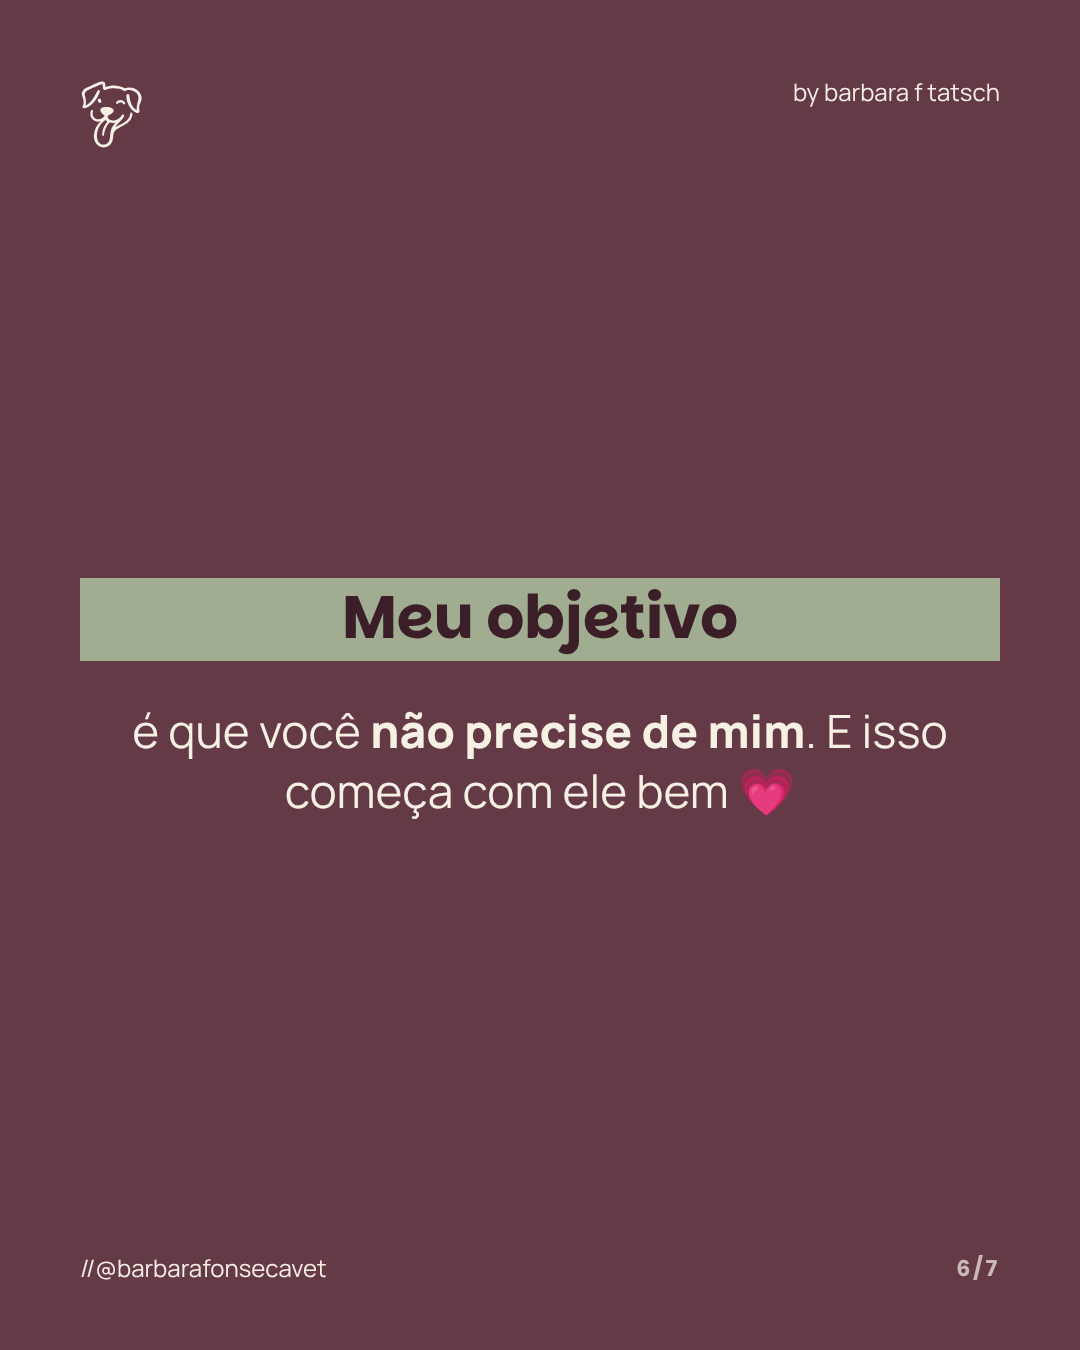 by barbara f tatsch
Meu objetivo
é que você não precise de mim. E isso
começa com ele bem 💗
//@barbarafonsecavet
6/7